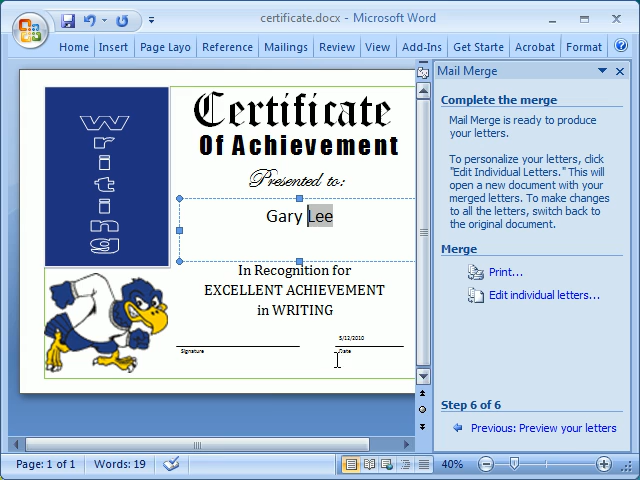 certificate.docx - Microsoft Word
Home Insert Page Layo Reference Mailings Review View Add-Ins Get Starte Acrobat Format
Mail Merge
Writing
Certificate
Of Achievement
Presented to:
Gary Lee
In Recognition for
EXCELLENT ACHIEVEMENT
in WRITING
5/12/2010
Signature Date
Complete the merge
Mail Merge is ready to produce
your letters.
To personalize your letters, click
"Edit Individual Letters." This will
open a new document with your
merged letters. To make changes
to all the letters, switch back to
the original document.
Merge
Print...
Edit individual letters...
Step 6 of 6
Previous: Preview your letters
Page: 1 of 1 Words: 19 40%